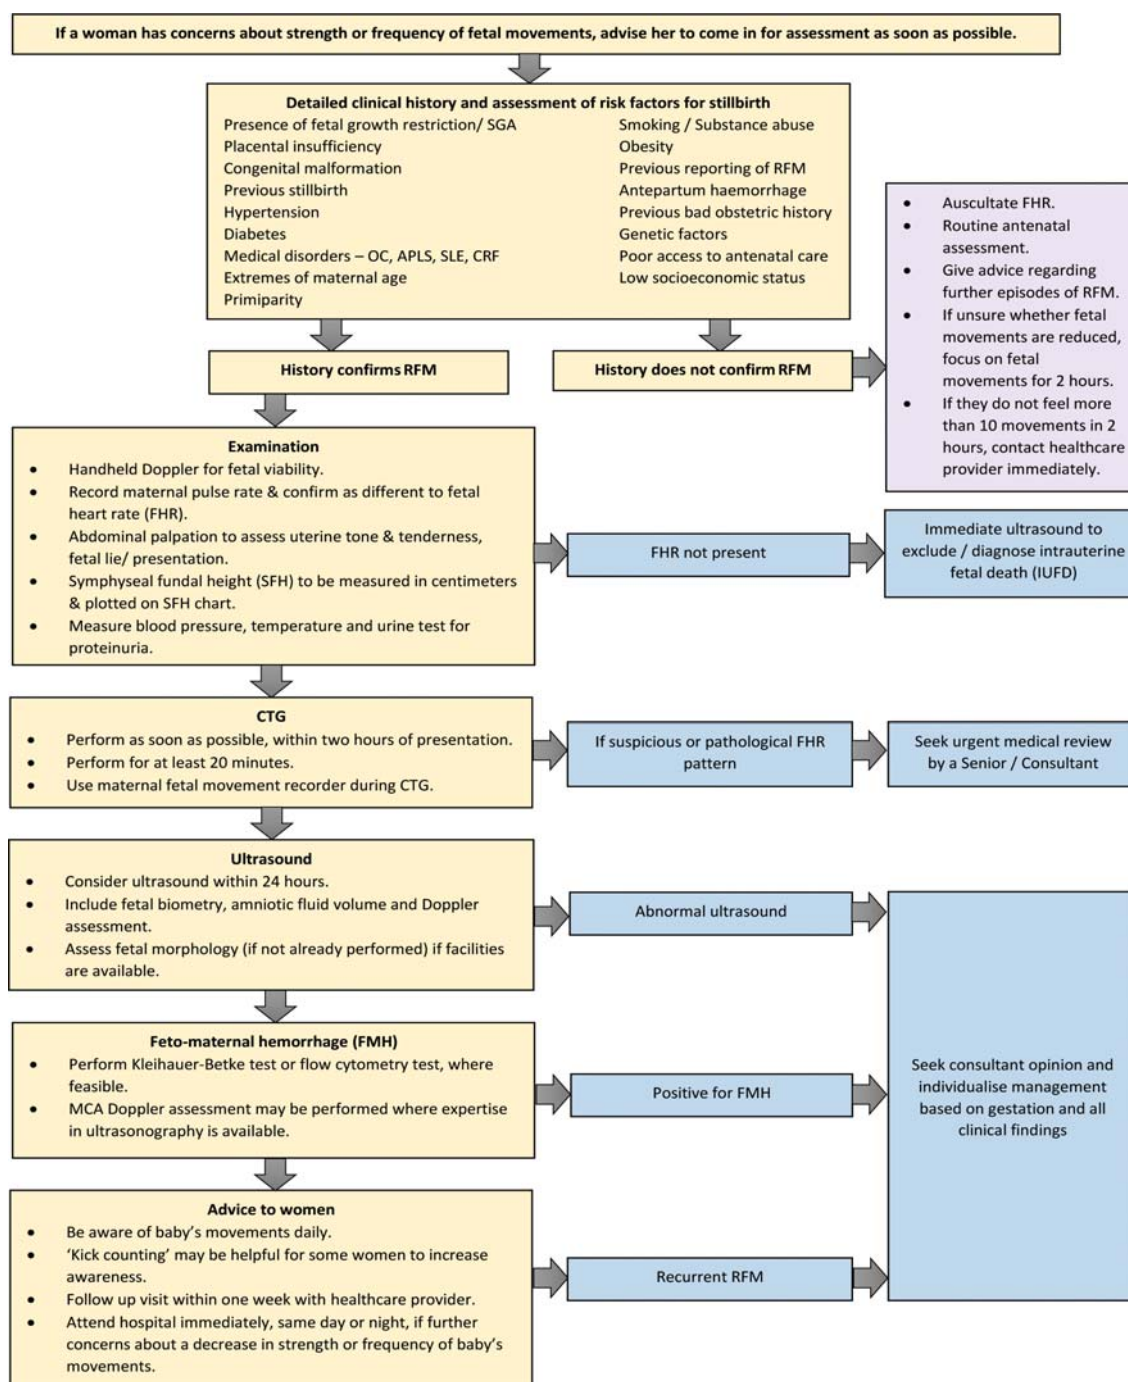 If a woman has concerns about strength or frequency of fetal movements, advise her to come in for assessment as soon as possible.
Detailed clinical history and assessment of risk factors for stillbirth
Presence of fetal growth restriction/ SGA
Placental insufficiency
Congenital malformation
Previous stillbirth
Hypertension
Diabetes
Medical disorders – OC, APLS, SLE, CRF
Extremes of maternal age
Primiparity
Smoking / Substance abuse
Obesity
Previous reporting of RFM
Antepartum haemorrhage
Previous bad obstetric history
Genetic factors
Poor access to antenatal care
Low socioeconomic status
History confirms RFM
History does not confirm RFM
• Auscultate FHR.
• Routine antenatal
assessment.
• Give advice regarding
further episodes of RFM.
• If unsure whether fetal
movements are reduced,
focus on fetal
movements for 2 hours.
• If they do not feel more
than 10 movements in 2
hours, contact healthcare
provider immediately.
Examination
• Handheld Doppler for fetal viability.
• Record maternal pulse rate & confirm as different to fetal
heart rate (FHR).
• Abdominal palpation to assess uterine tone & tenderness,
fetal lie/ presentation.
• Symphyseal fundal height (SFH) to be measured in centimeters
& plotted on SFH chart.
• Measure blood pressure, temperature and urine test for
proteinuria.
FHR not present
Immediate ultrasound to
exclude / diagnose intrauterine
fetal death (IUFD)
CTG
• Perform as soon as possible, within two hours of presentation.
• Perform for at least 20 minutes.
• Use maternal fetal movement recorder during CTG.
If suspicious or pathological FHR
pattern
Seek urgent medical review
by a Senior / Consultant
Ultrasound
• Consider ultrasound within 24 hours.
• Include fetal biometry, amniotic fluid volume and Doppler
assessment.
• Assess fetal morphology (if not already performed) if facilities
are available.
Abnormal ultrasound
Feto-maternal hemorrhage (FMH)
• Perform Kleihauer-Betke test or flow cytometry test, where
feasible.
• MCA Doppler assessment may be performed where expertise
in ultrasonography is available.
Positive for FMH
Seek consultant opinion and
individualise management
based on gestation and all
clinical findings
Advice to women
• Be aware of baby’s movements daily.
• ‘Kick counting’ may be helpful for some women to increase
awareness.
• Follow up visit within one week with healthcare provider.
• Attend hospital immediately, same day or night, if further
concerns about a decrease in strength or frequency of baby’s
movements.
Recurrent RFM